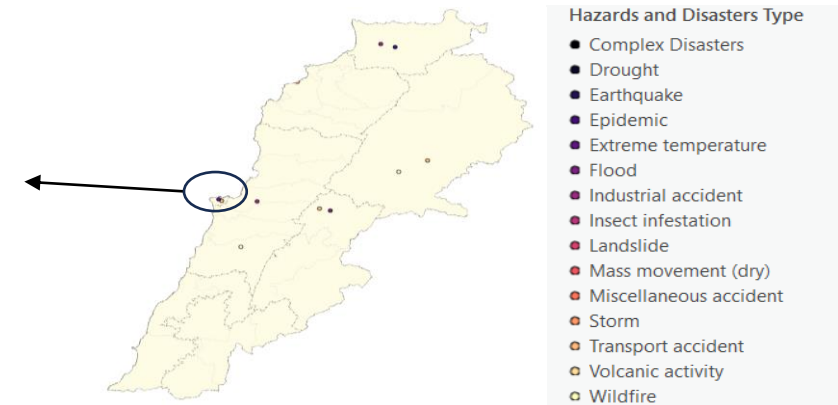 Hazards and Disasters Type
Complex Disasters
Drought
Earthquake
Epidemic
Extreme temperature
Flood
Industrial accident
Insect infestation
Landslide
Mass movement (dry)
Miscellaneous accident
Storm
Transport accident
Volcanic activity
Wildfire